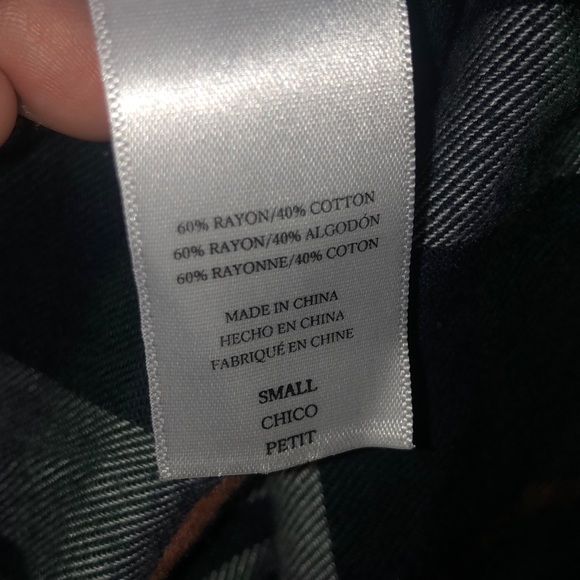 60% RAYON/40% COTTON
60% RAYON/40% ALGODÓN
60% RAYONNE/40% COTON
MADE IN CHINA
HECHO EN CHINA
FABRIQUÉ EN CHINE
SMALL
CHICO
PETIT